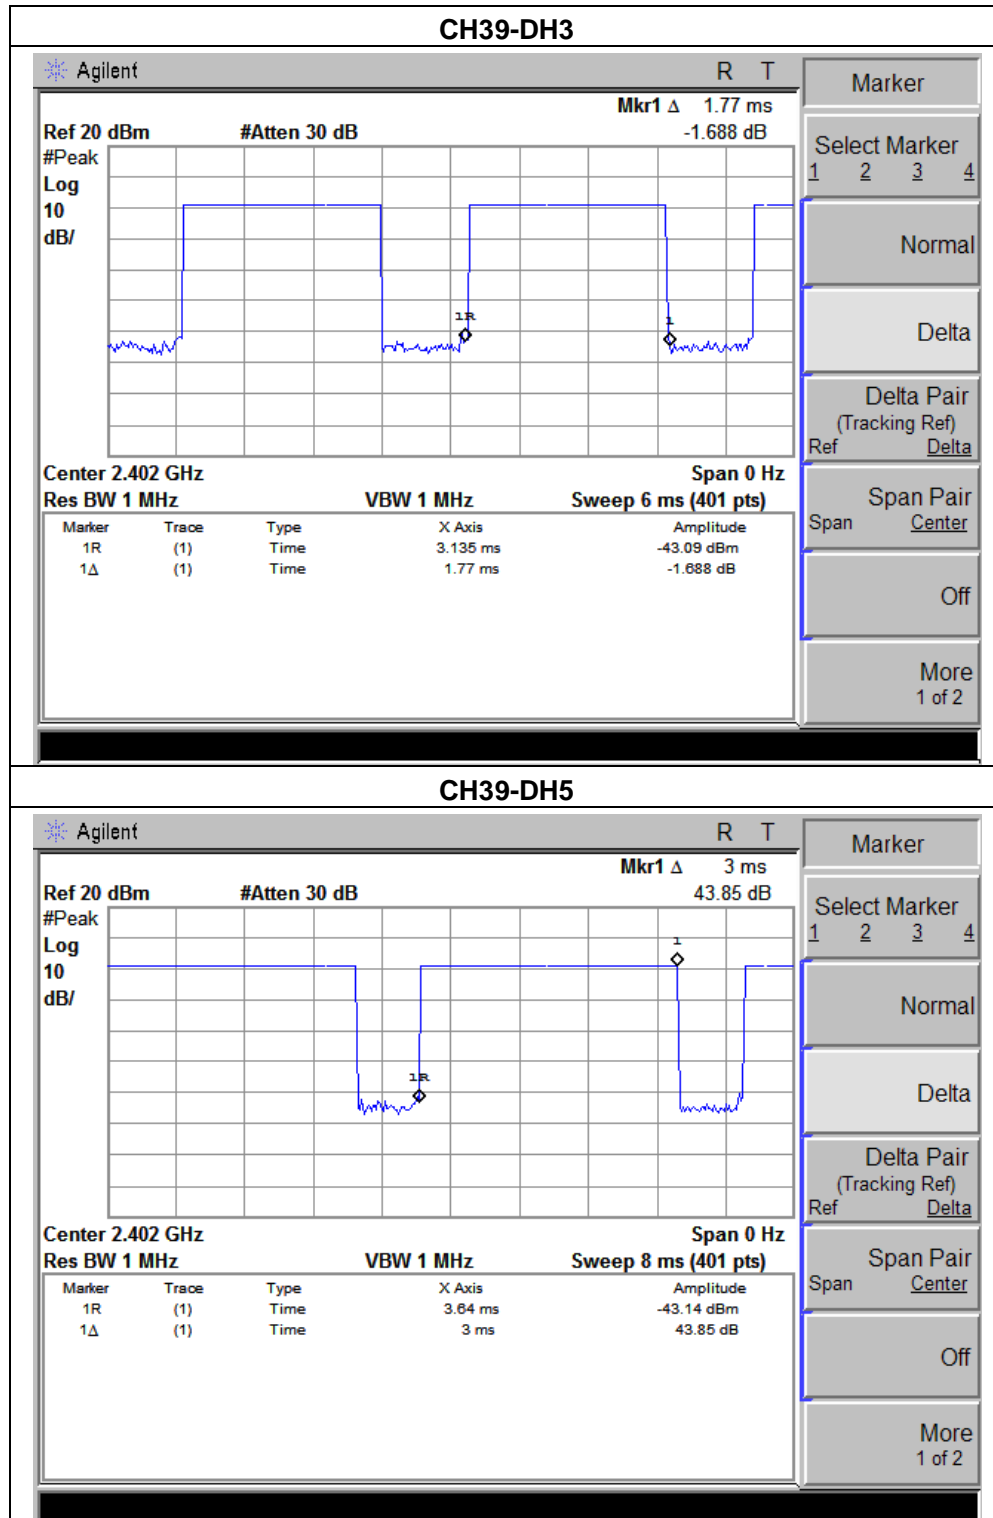 CH39-DH3
Agilent R T
Mkr1 Δ 1.77 ms
Ref 20 dBm #Atten 30 dB -1.688 dB
#Peak
Log
10
dB/
1R
1
Center 2.402 GHz Span 0 Hz
Res BW 1 MHz VBW 1 MHz Sweep 6 ms (401 pts)
Marker Trace Type X Axis Amplitude
1R (1) Time 3.135 ms -43.09 dBm
1Δ (1) Time 1.77 ms -1.688 dB
Marker
Select Marker
1 2 3 4
Normal
Delta
Delta Pair
(Tracking Ref)
Ref Delta
Span Pair
Span Center
Off
More
1 of 2
CH39-DH5
Agilent R T
Mkr1 Δ 3 ms
Ref 20 dBm #Atten 30 dB 43.85 dB
#Peak
Log
10
dB/
1R
1
Center 2.402 GHz Span 0 Hz
Res BW 1 MHz VBW 1 MHz Sweep 8 ms (401 pts)
Marker Trace Type X Axis Amplitude
1R (1) Time 3.64 ms -43.14 dBm
1Δ (1) Time 3 ms 43.85 dB
Marker
Select Marker
1 2 3 4
Normal
Delta
Delta Pair
(Tracking Ref)
Ref Delta
Span Pair
Span Center
Off
More
1 of 2